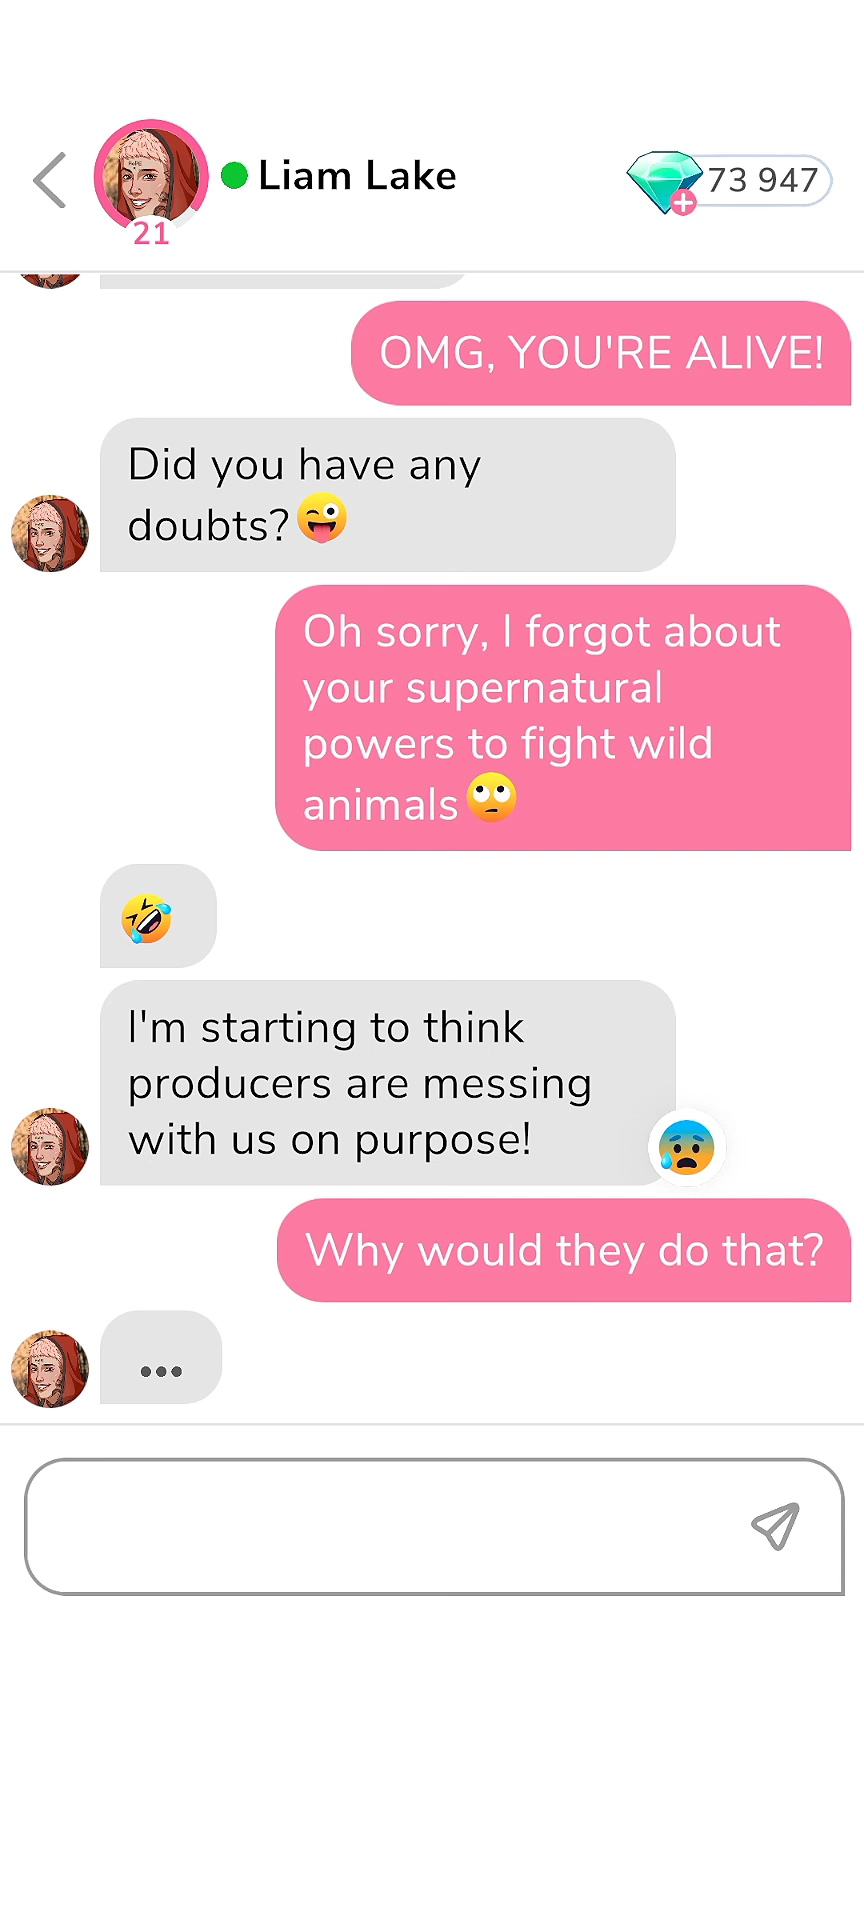 Liam Lake
73 947
21
OMG, YOU'RE ALIVE!
Did you have any
doubts?😜
Oh sorry, I forgot about
your supernatural
powers to fight wild
animals🙄
🤣
I'm starting to think
producers are messing
with us on purpose!
😰
Why would they do that?
...